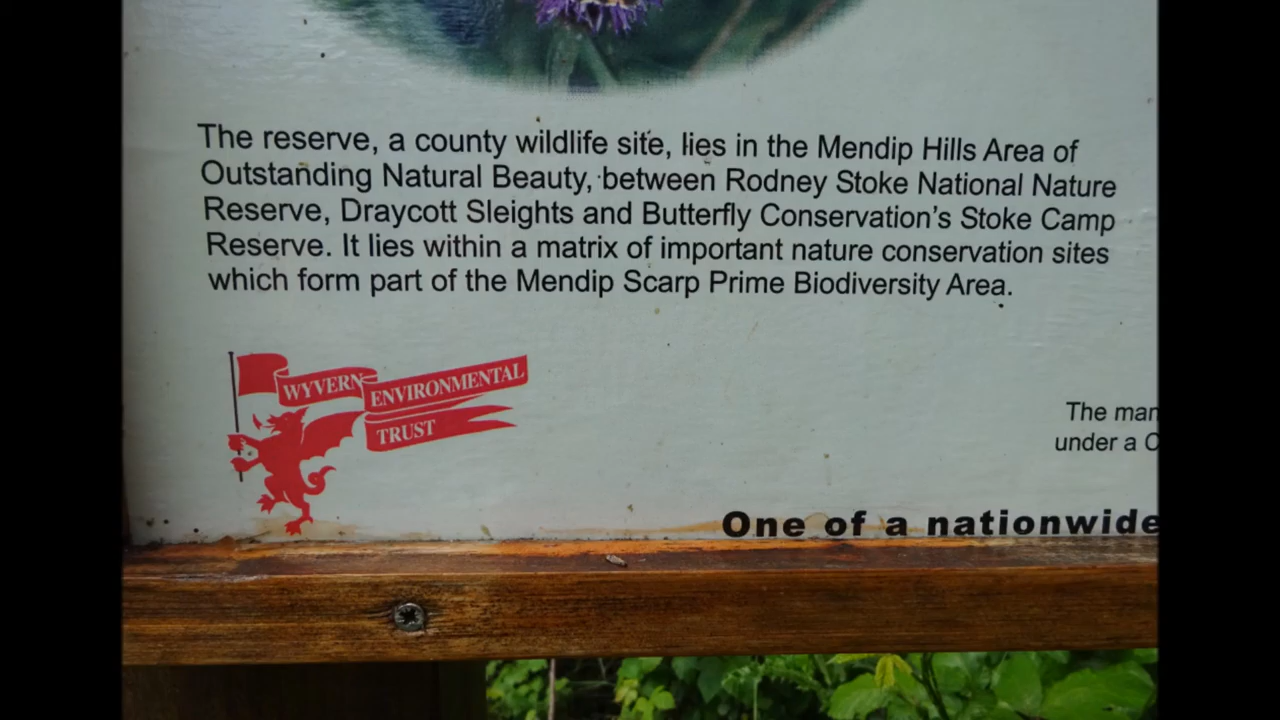 The reserve, a county wildlife site, lies in the Mendip Hills Area of
Outstanding Natural Beauty, between Rodney Stoke National Nature
Reserve, Draycott Sleights and Butterfly Conservation's Stoke Camp
Reserve. It lies within a matrix of important nature conservation sites
which form part of the Mendip Scarp Prime Biodiversity Area.
WYVERN ENVIRONMENTAL
TRUST
The
under a
One of a nationwide